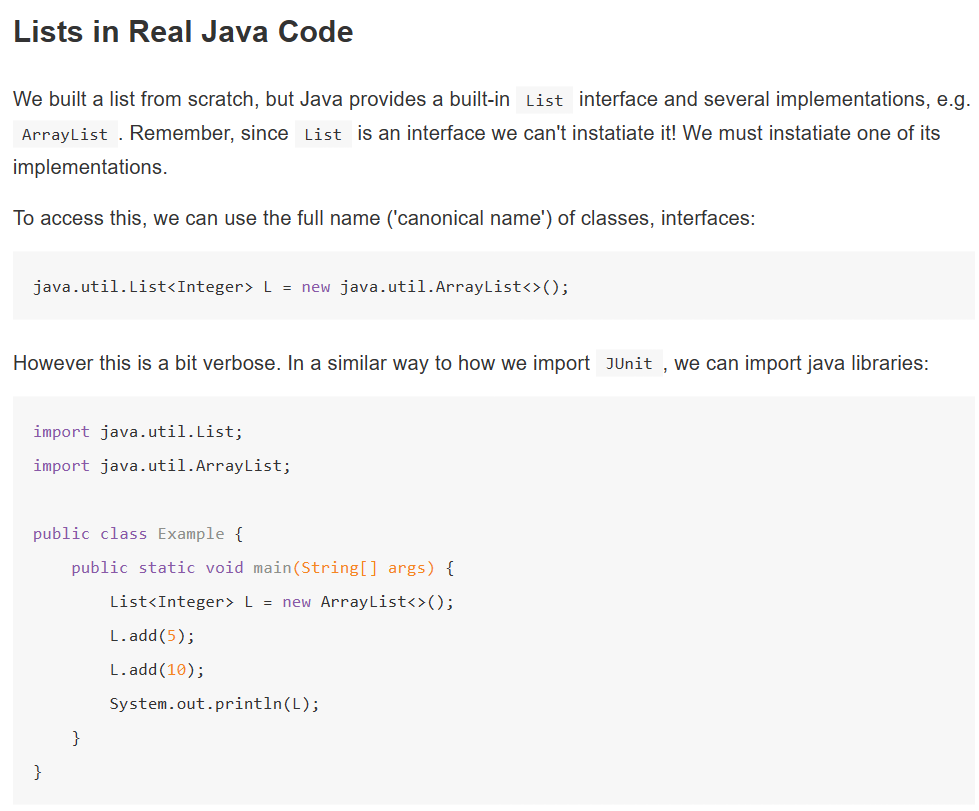 Lists in Real Java Code
We built a list from scratch, but Java provides a built-in List interface and several implementations, e.g.
ArrayList . Remember, since List is an interface we can't instatiate it! We must instatiate one of its
implementations.
To access this, we can use the full name ('canonical name') of classes, interfaces:
java.util.List<Integer> L = new java.util.ArrayList<>();
However this is a bit verbose. In a similar way to how we import JUnit , we can import java libraries:
import java.util.List;
import java.util.ArrayList;

public class Example {
    public static void main(String[] args) {
        List<Integer> L = new ArrayList<>();
        L.add(5);
        L.add(10);
        System.out.println(L);
    }
}